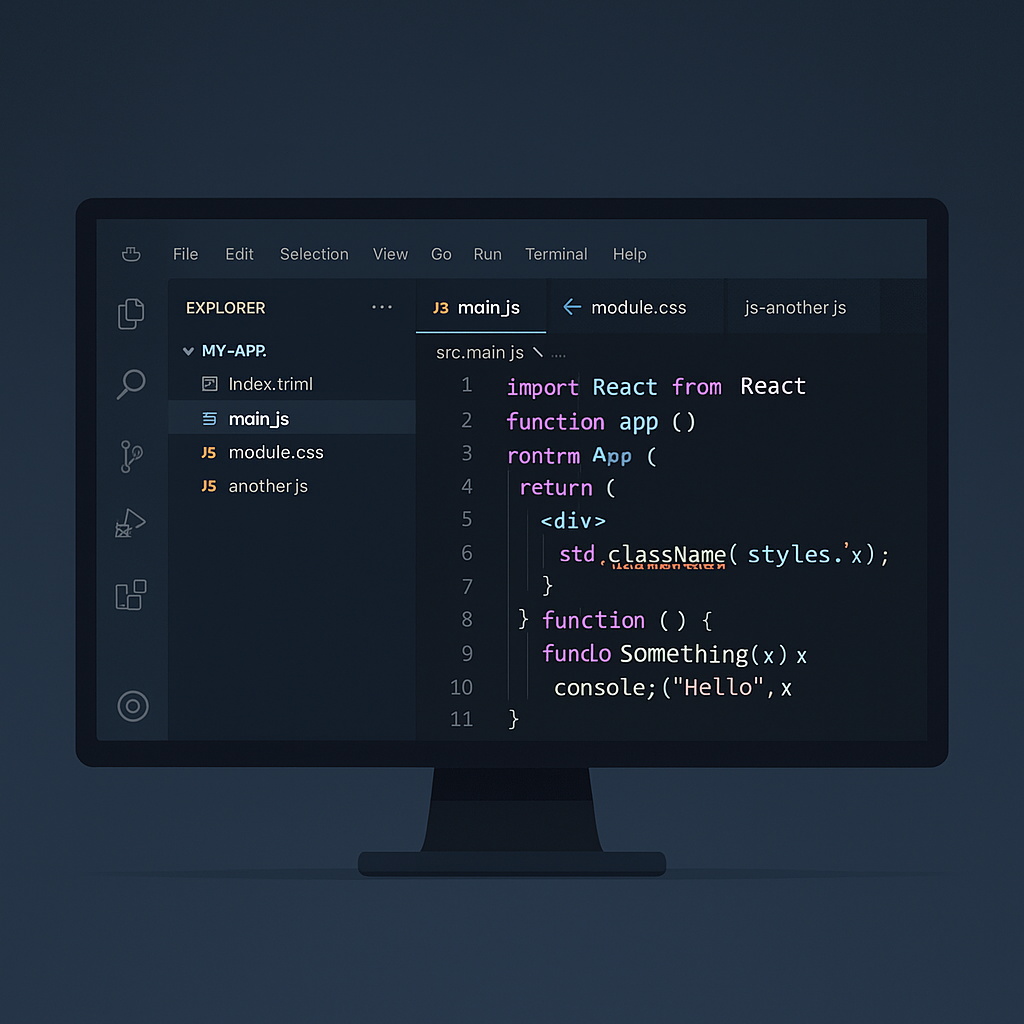 File Edit Selection View Go Run Terminal Help
EXPLORER ...
MY-APP.
Index.triml
main_js
J5 module.css
J5 another js
J3 main_js
module.css
js-another js
src.main js \ ....
1 import React from React
2 function app ()
3 rontrm App (
4 return (
5 <div>
6 std.className( styles.'x);
7 }
8 } function () {
9 funcLo Something(x) x
10 console;("Hello",x
11 }